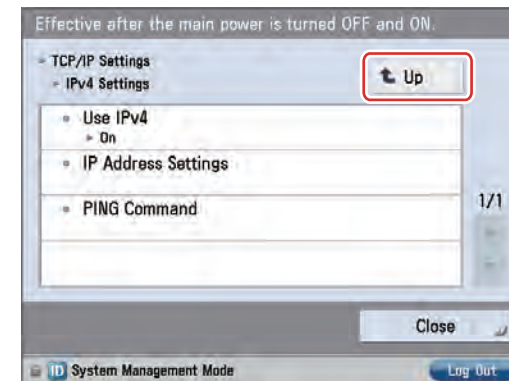 Effective after the main power is turned OFF and ON.
TCP/IP Settings
IPv4 Settings
Up
Use IPv4
On
IP Address Settings
PING Command
1/1
Close
ID System Management Mode
Log Out